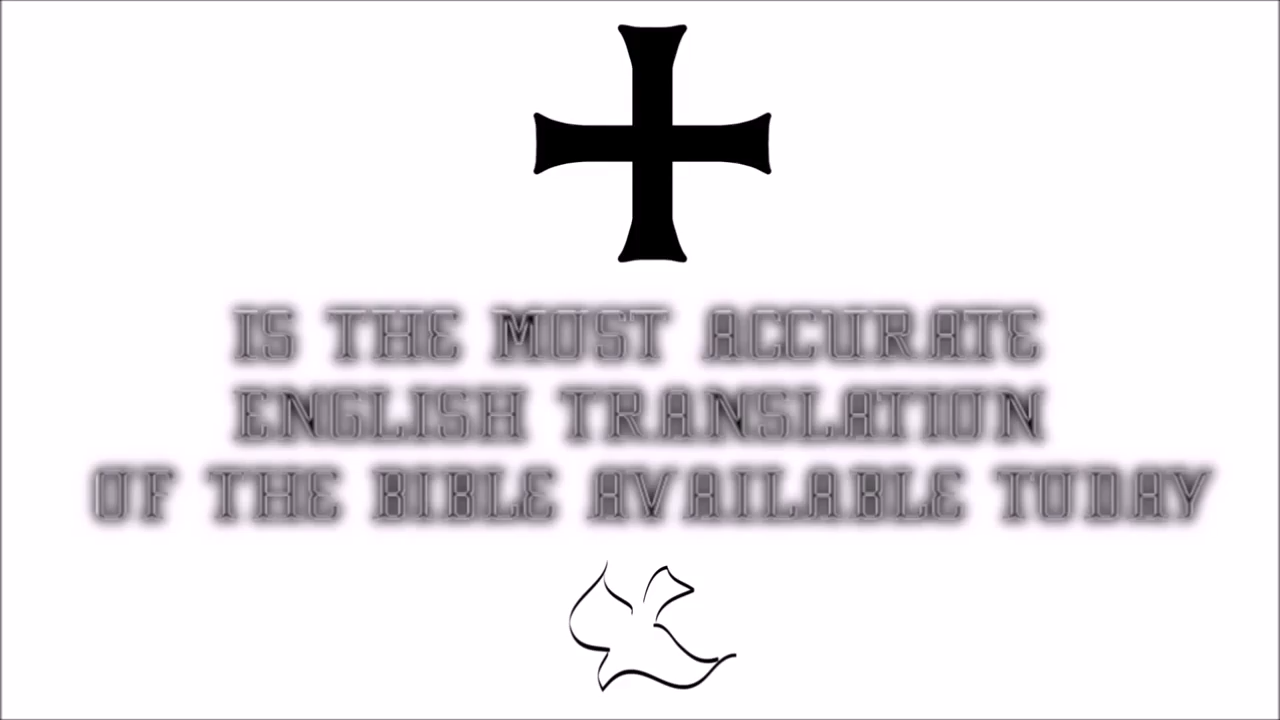 IS THE MOST ACCURATE
ENGLISH TRANSLATION
OF THE BIBLE AVAILABLE TODAY